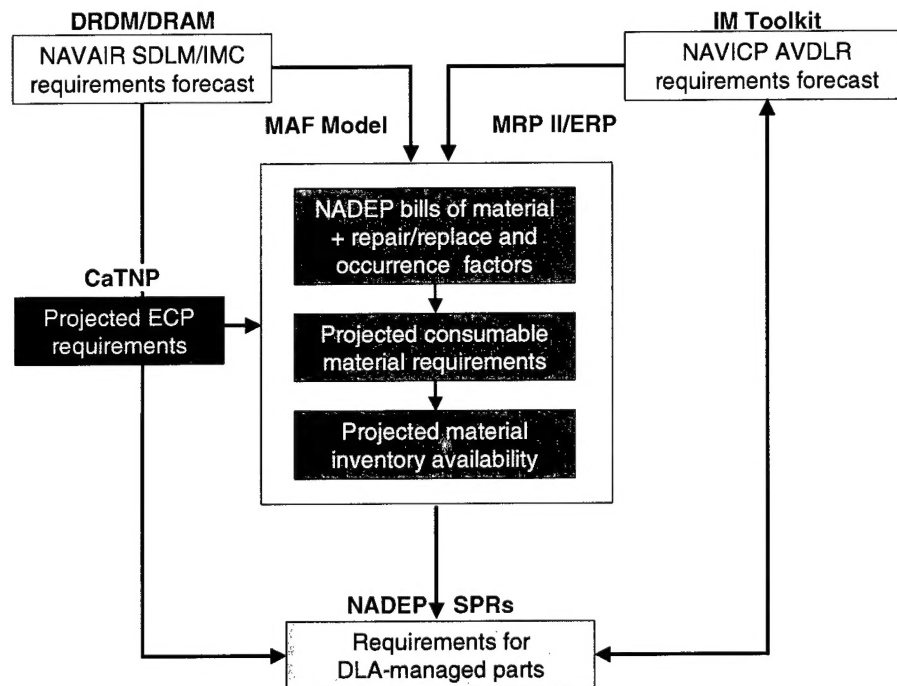 DRDM/DRAM
NAVAIR SDLM/IMC
requirements forecast
IM Toolkit
NAVICP AVDLR
requirements forecast
MAF Model
MRP II/ERP
NADEP bills of material
+ repair/replace and
occurrence factors
CaTNP
Projected ECP
requirements
Projected consumable
material requirements
Projected material
inventory availability
NADEP SPRs
Requirements for
DLA-managed parts